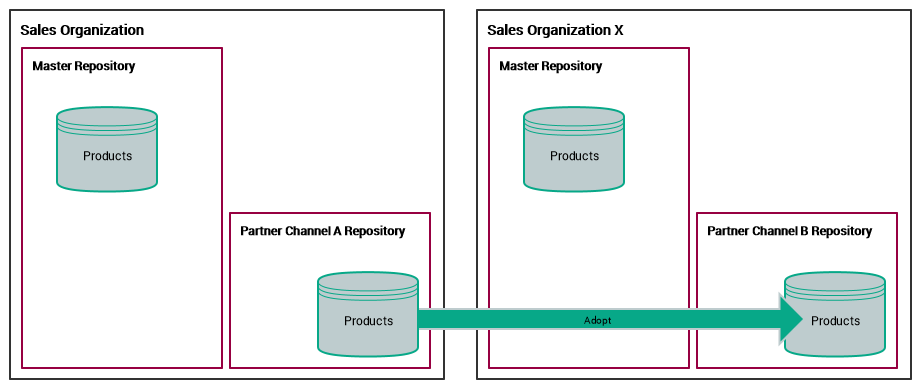 Sales Organization
Master Repository
Products
Partner Channel A Repository
Products
Sales Organization X
Master Repository
Products
Partner Channel B Repository
Products
Adopt